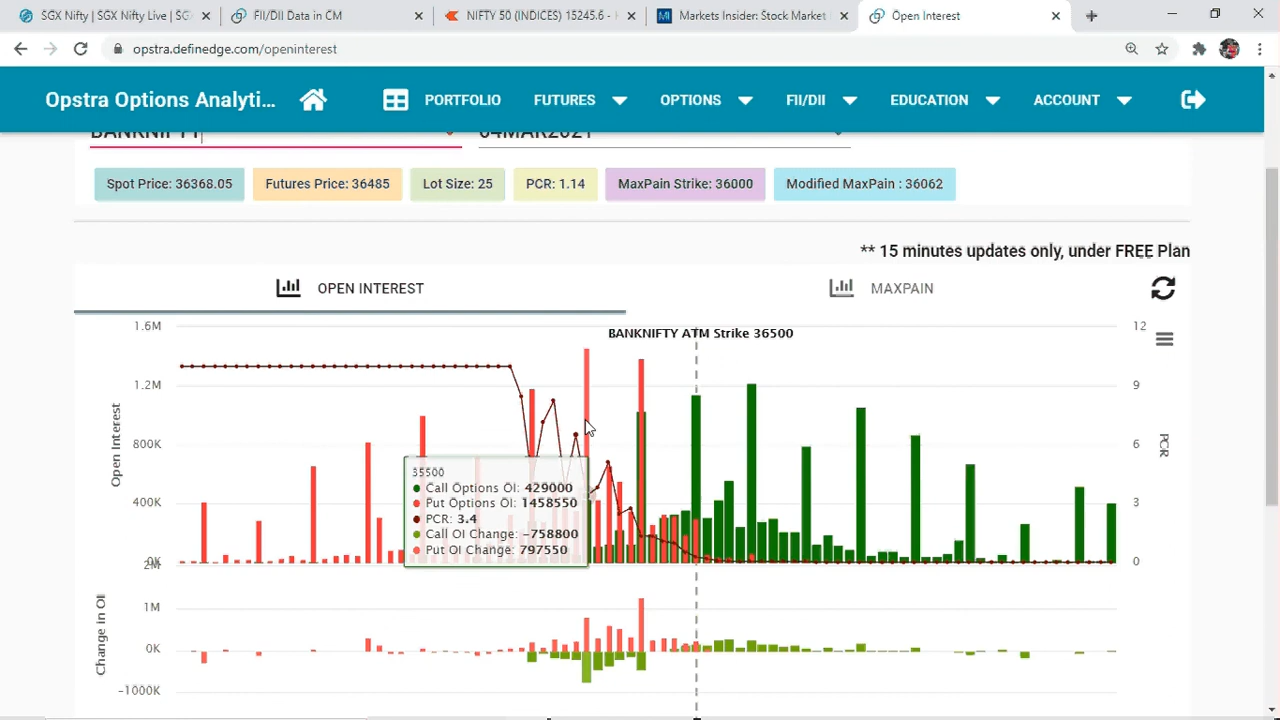 SGX Nifty | SGX Nifty Live | SG
FII/DII Data in CM
NIFTY 50 (INDICES) 15245.6 - 
Markets Insider: Stock Market
Open Interest
opstra.definedge.com/openinterest
Opstra Options Analyti...
PORTFOLIO
FUTURES
OPTIONS
FII/DII
EDUCATION
ACCOUNT
BANKNIFTY
04MAR2021
Spot Price: 36368.05
Futures Price: 36485
Lot Size: 25
PCR: 1.14
MaxPain Strike: 36000
Modified MaxPain : 36062
** 15 minutes updates only, under FREE Plan
OPEN INTEREST
MAXPAIN
BANKNIFTY ATM Strike 36500
Open Interest
1.6M
1.2M
800K
400K
0K
12
9
6
3
0
PCR
35500
Call Options OI: 429000
Put Options OI: 1458550
PCR: 3.4
Call OI Change: -758800
Put OI Change: 797550
Change in OI
1M
0K
-1000K